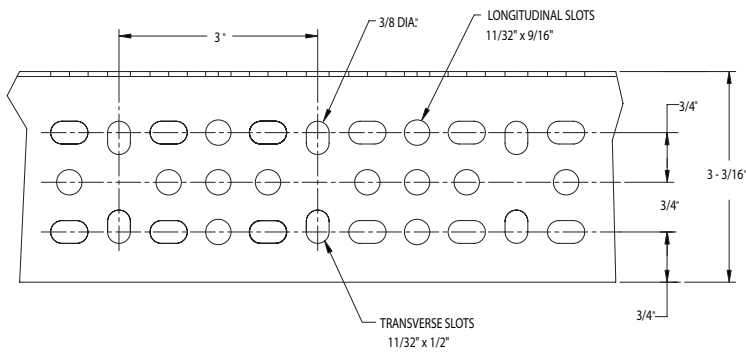 3"
3/8 DIA."
LONGITUDINAL SLOTS
11/32" x 9/16"
3/4"
3 - 3/16"
3/4"
3/4"
TRANSVERSE SLOTS
11/32" x 1/2"